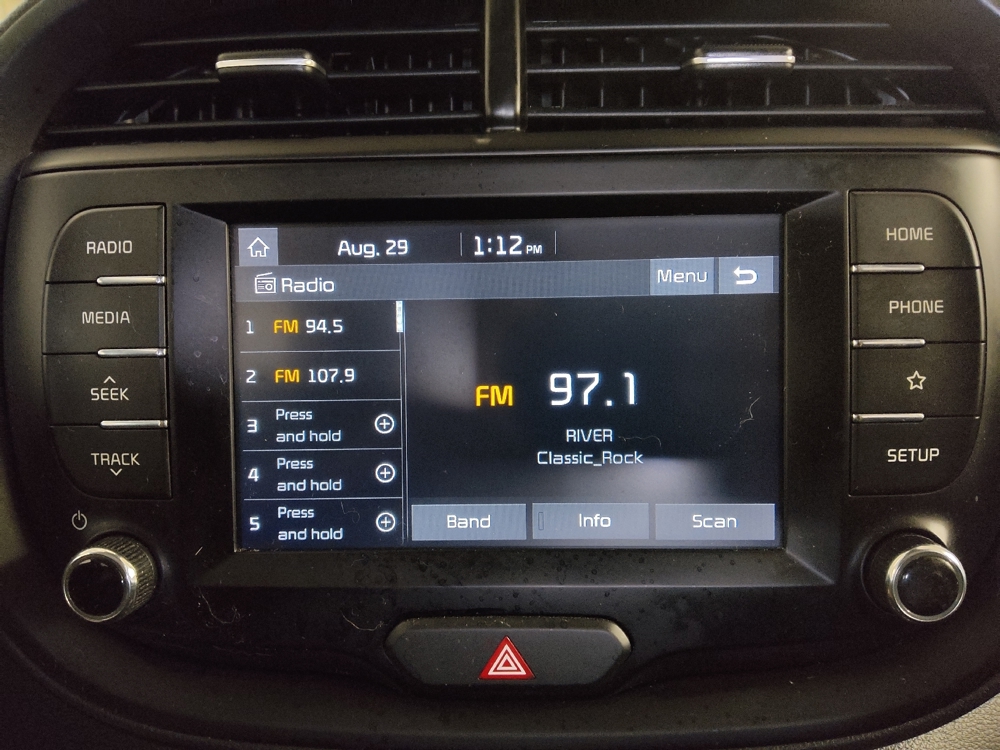 RADIO
MEDIA
SEEK
TRACK
Aug. 29 1:12 PM
Radio Menu
1 FM 94.5
2 FM 107.9
3 Press
and hold
4 Press
and hold
5 Press
and hold
FM 97.1
RIVER
Classic_Rock
Band Info Scan
HOME
PHONE
SETUP